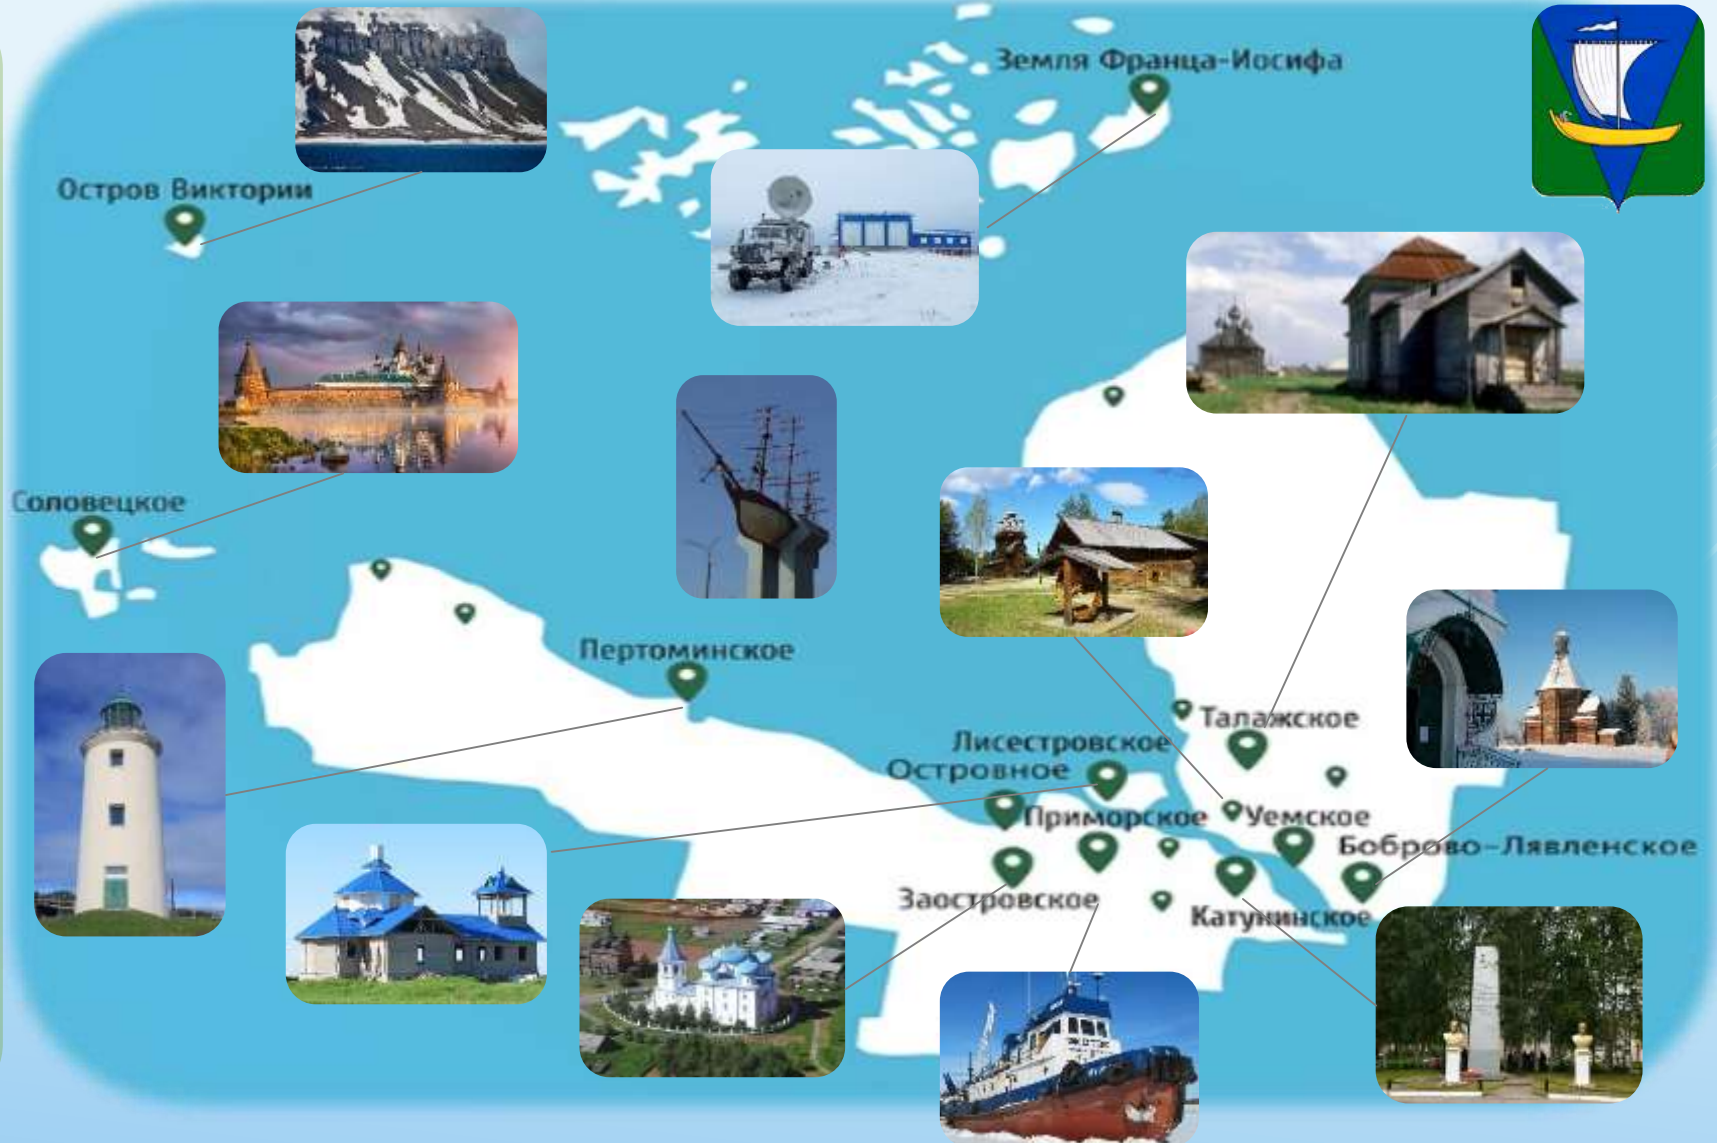 Земля Франца-Иосифа
Остров Виктории
Соловецкое
Пертоминское
Талажское
Лисестровское
Островное
Приморское
Уемское
Боброво-Лявленское
Заостровское
Катунинское